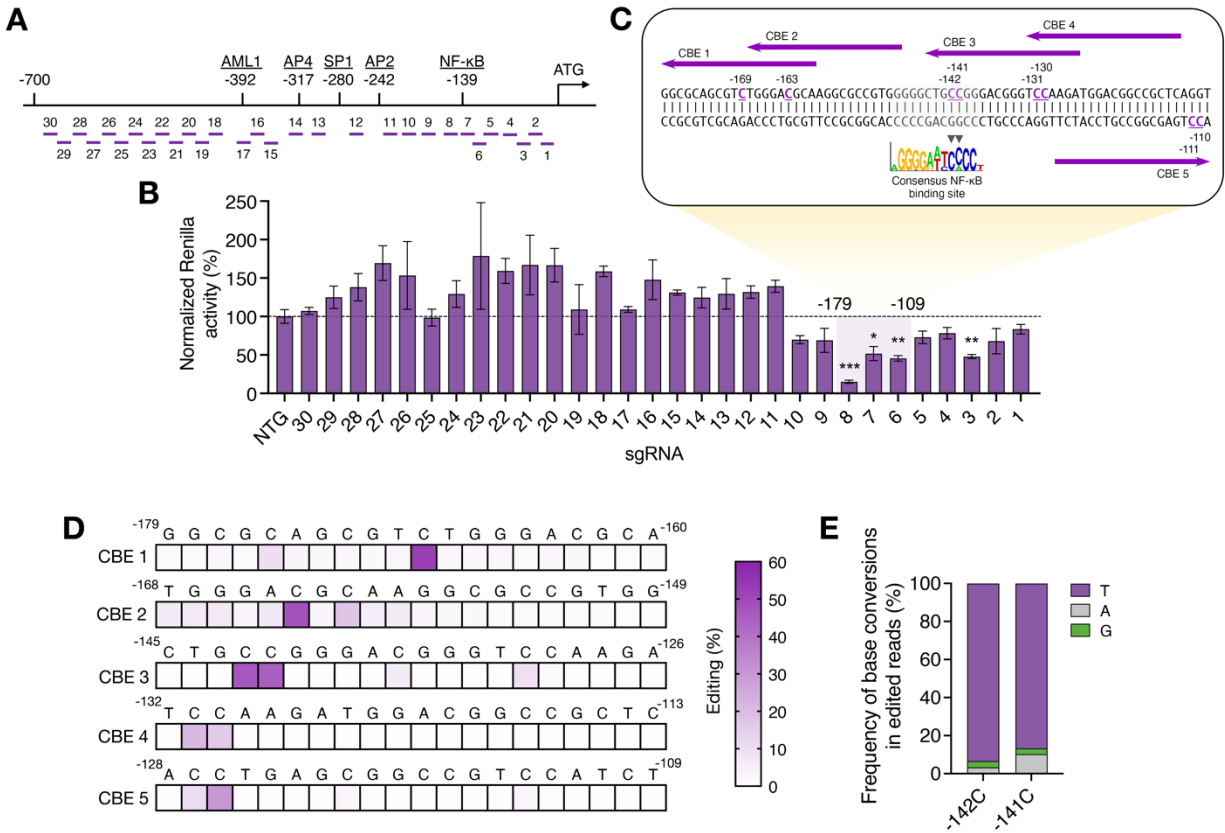 A
AML1 AP4 SP1 AP2 NF-κB
-700 -392 -317 -280 -242 -139 ATG
30 28 26 24 22 20 18 16 14 13 12 11 10 9 8 7 5 4 2
29 27 25 23 21 19 17 15 6 3 1
B
Normalized Renilla
activity (%)
250
200
150
100
50
0
-179 -109
*** * ** **
NTG 30 29 28 27 26 25 24 23 22 21 20 19 18 17 16 15 14 13 12 11 10 9 8 7 6 5 4 3 2 1
sgRNA
C
CBE 4
CBE 2
CBE 1 CBE 3
-141 -130
-169 -163 -142 -131
GGCGCAGCGTCTGGGACGCAAGGCGCCGTGGGGGCTGCCGGGACGGGTCCAAGATGGACGGCCGCTCAGGT
CCGCGTCGCAGACCCTGCGTTCCGCGGCACCCCCGACGGCCCTGCCCAGGTTCTACCTGCCGGCGAGTCCA
-110
-111
AGGGGAATCCCCT
Consensus NF-κB
binding site
CBE 5
D
-179 G G C G C A G C G T C T G G G A C G C A -160
CBE 1
-168 T G G G A C G C A A G G C G C C G T G G -149
CBE 2
-145 C T G C C G G G A C G G G T C C A A G A -126
CBE 3
-132 T C C A A G A T G G A C G G C C G C T C -113
CBE 4
-128 A C C T G A G C G G C C G T C C A T C T -109
CBE 5
60
50
40
30
20
10
0
Editing (%)
E
Frequency of base conversions
in edited reads (%)
100
80
60
40
20
0
-142C -141C
T
A
G